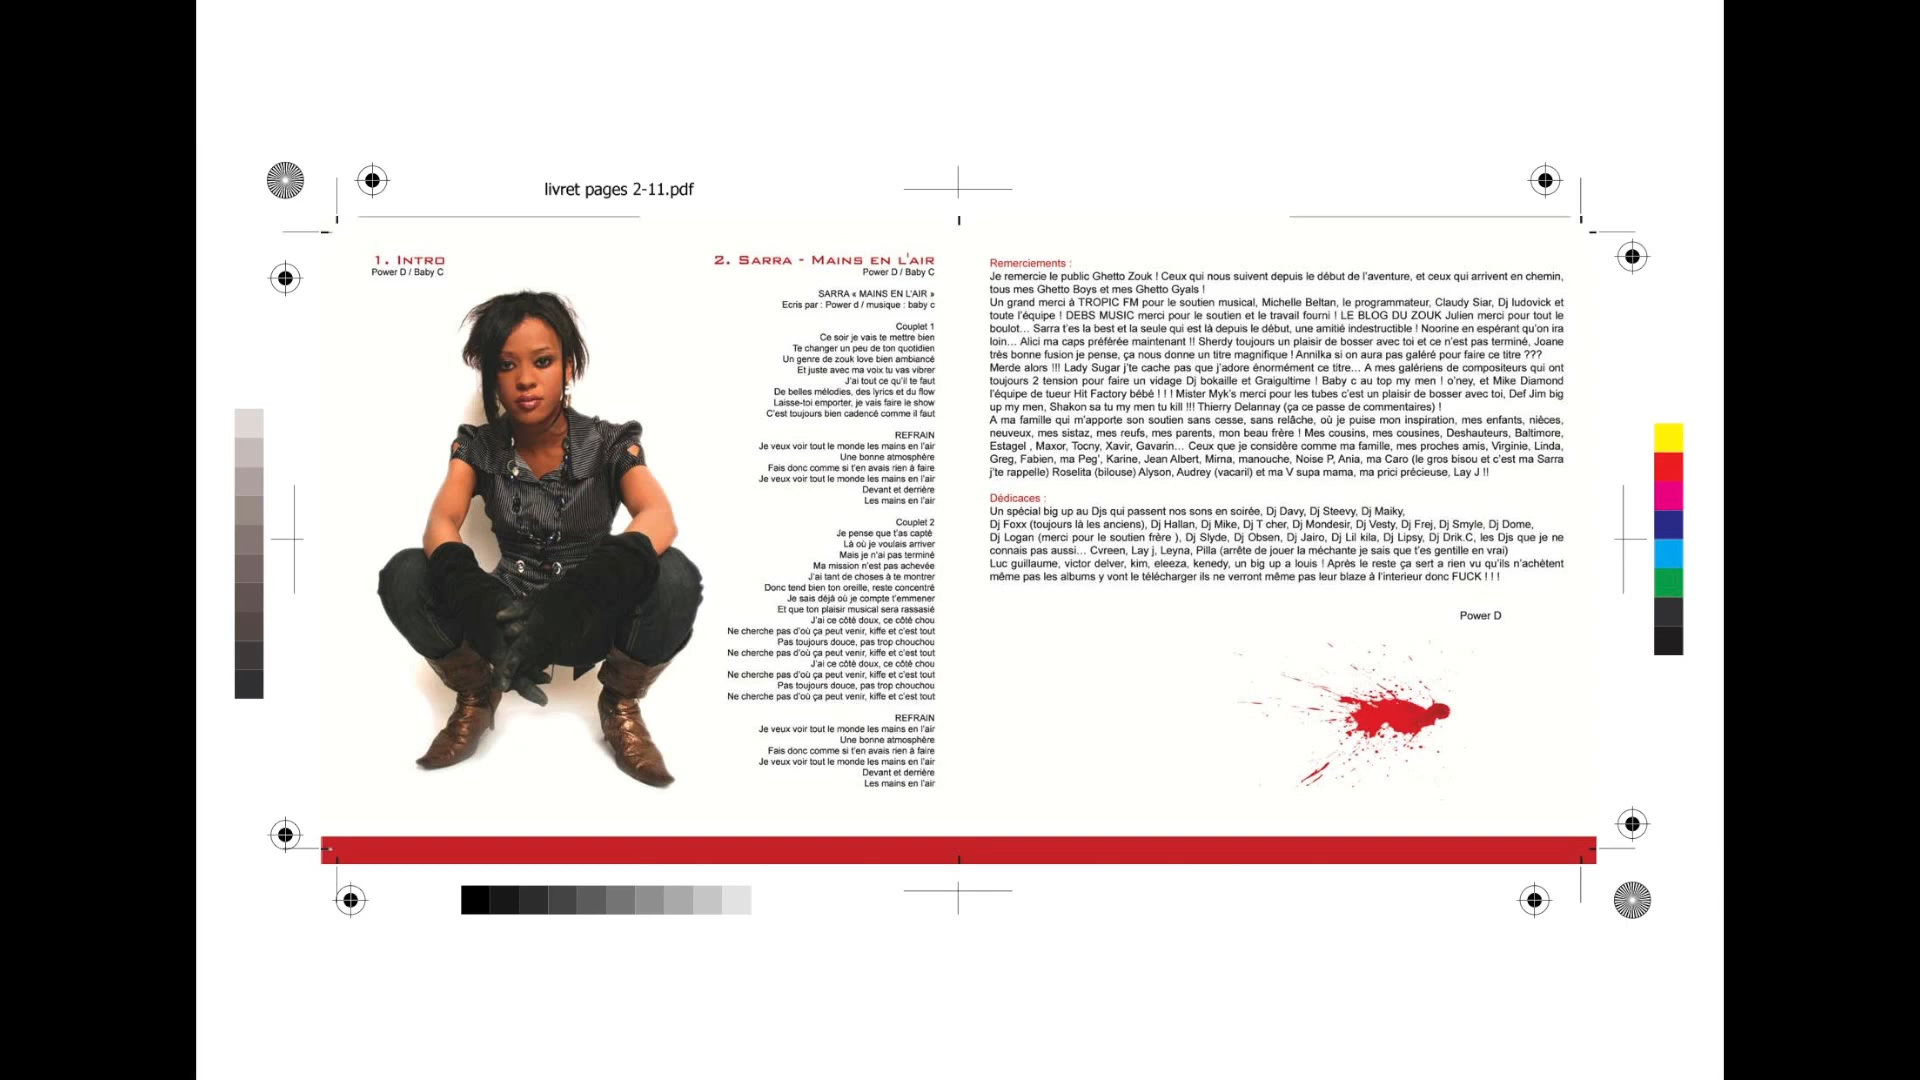 livret pages 2-11.pdf
1. Intro
Power D / Baby C
2. Sarra - Mains en l'air
Power D / Baby C
SARRA « MAINS EN L'AIR »
Ecris par : Power d / musique : baby c
Couplet 1
Ce soir je vais te mettre bien
Te changer un peu de ton quotidien
Un genre de zouk love bien ambiancé
Et juste avec ma voix tu vas vibrer
J'ai tout ce qu'il te faut
De belles mélodies, des lyrics et du flow
Laisse-toi emporter, je vais faire le show
C'est toujours bien cadencé comme il faut
REFRAIN
Je veux voir tout le monde les mains en l'air
Une bonne atmosphère
Fais donc comme si t'en avais rien à faire
Je veux voir tout le monde les mains en l'air
Devant et derrière
Les mains en l'air
Couplet 2
Je pense que t'as capté
Là où je voulais arriver
Mais je n'ai pas terminé
Ma mission n'est pas achevée
J'ai tant de choses à te montrer
Donc tend bien ton oreille, reste concentré
Je sais déjà où je compte t'emmener
Et que ton plaisir musical sera rassasié
J'ai ce côté doux, ce côté chou
Ne cherche pas d'où ça peut venir, kiffe et c'est tout
Pas toujours douce, pas trop chouchou
Ne cherche pas d'où ça peut venir, kiffe et c'est tout
J'ai ce côté doux, ce côté chou
Ne cherche pas d'où ça peut venir, kiffe et c'est tout
Pas toujours douce, pas trop chouchou
Ne cherche pas d'où ça peut venir, kiffe et c'est tout
REFRAIN
Je veux voir tout le monde les mains en l'air
Une bonne atmosphère
Fais donc comme si t'en avais rien à faire
Je veux voir tout le monde les mains en l'air
Devant et derrière
Les mains en l'air
Remerciements :
Je remercie le public Ghetto Zouk ! Ceux qui nous suivent depuis le début de l'aventure, et ceux qui arrivent en chemin,
tous mes Ghetto Boys et mes Ghetto Gyals !
Un grand merci à TROPIC FM pour le soutien musical, Michelle Beltan, le programmateur, Claudy Siar, Dj ludovick et
toute l'équipe ! DEBS MUSIC merci pour le soutien et le travail fourni ! LE BLOG DU ZOUK Julien merci pour tout le
boulot… Sarra t'es la best et la seule qui est là depuis le début, une amitié indestructible ! Noorine en espérant qu'on ira
loin… Alici ma caps préférée maintenant !! Sherdy toujours un plaisir de bosser avec toi et ce n'est pas terminé, Joane
très bonne fusion je pense, ça nous donne un titre magnifique ! Annilka si on aura pas galéré pour faire ce titre ???
Merde alors !!! Lady Sugar j'te cache pas que j'adore énormément ce titre… A mes galériens de compositeurs qui ont
toujours 2 tension pour faire un vidage Dj bokaille et Graigultime ! Baby c au top my men ! o'ney, et Mike Diamond
l'équipe de tueur Hit Factory bébé ! ! ! Mister Myk's merci pour les tubes c'est un plaisir de bosser avec toi, Def Jim big
up my men, Shakon sa tu my men tu kill !!! Thierry Delannay (ça ce passe de commentaires) !
A ma famille qui m'apporte son soutien sans cesse, sans relâche, où je puise mon inspiration, mes enfants, nièces,
neuveux, mes sistaz, mes reufs, mes parents, mon beau frère ! Mes cousins, mes cousines, Deshauteurs, Baltimore,
Estagel , Maxor, Tocny, Xavir, Gavarin… Ceux que je considère comme ma famille, mes proches amis, Virginie, Linda,
Greg, Fabien, ma Peg', Karine, Jean Albert, Mirna, manouche, Noise P, Ania, ma Caro (le gros bisou et c'est ma Sarra
j'te rappelle) Roselita (bilouse) Alyson, Audrey (vacaril) et ma V supa mama, ma prici précieuse, Lay J !!
Dédicaces :
Un spécial big up au Djs qui passent nos sons en soirée, Dj Davy, Dj Steevy, Dj Maiky,
Dj Foxx (toujours là les anciens), Dj Hallan, Dj Mike, Dj T cher, Dj Mondesir, Dj Vesty, Dj Frej, Dj Smyle, Dj Dome,
Dj Logan (merci pour le soutien frère ), Dj Slyde, Dj Obsen, Dj Jairo, Dj Lil kila, Dj Lipsy, Dj Drik.C, les Djs que je ne
connais pas aussi… Cvreen, Lay j, Leyna, Pilla (arrête de jouer la méchante je sais que t'es gentille en vrai)
Luc guillaume, victor delver, kim, eleeza, kenedy, un big up a louis ! Après le reste ça sert a rien vu qu'ils n'achètent
même pas les albums y vont le télécharger ils ne verront même pas leur blaze à l'interieur donc FUCK ! ! !
Power D